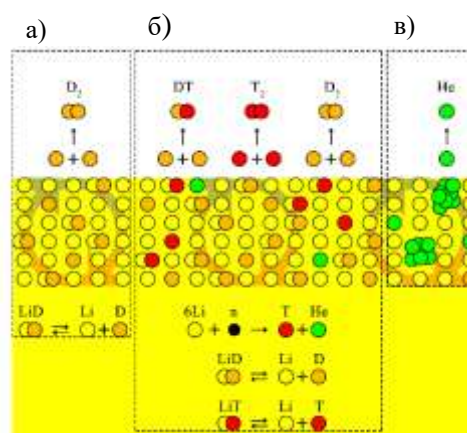 а) б) в)
D₂ DT T₂ D₂ He
+ + + +
LiD ⇄ Li + D
6Li + n → T + He
LiD ⇄ Li + D
LiT ⇄ Li + T